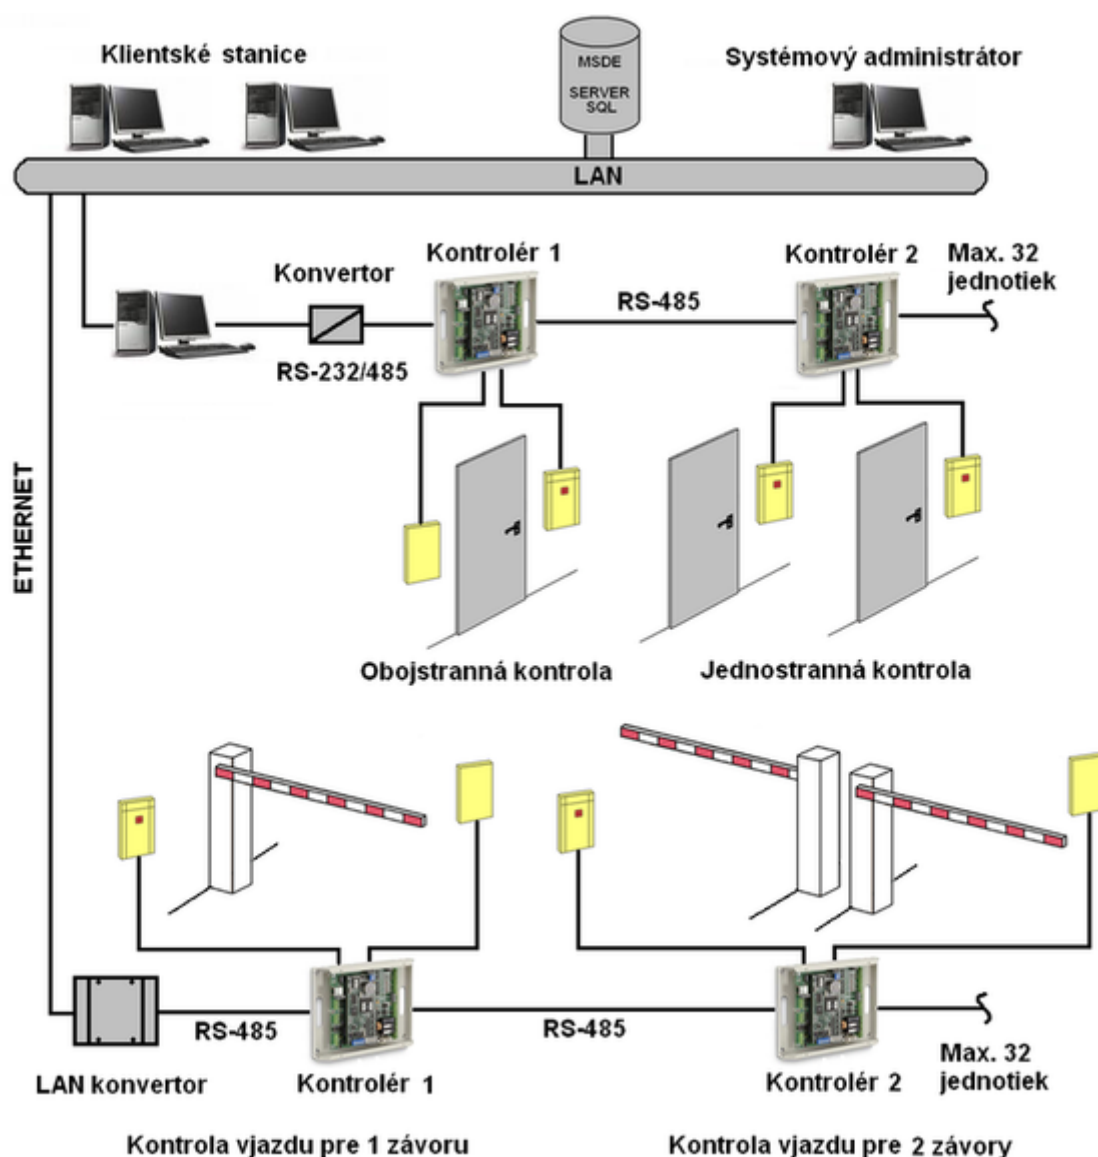 Klientské stanice
MSDE
SERVER
SQL
Systémový administrátor
LAN
Konvertor
Kontrolér 1
Kontrolér 2
Max. 32
jednotiek
RS-485
RS-232/485
ETHERNET
Obojstranná kontrola
Jednostranná kontrola
RS-485
RS-485
LAN konvertor
Kontrolér 1
Kontrolér 2
Max. 32
jednotiek
Kontrola vjazdu pre 1 závoru
Kontrola vjazdu pre 2 závory